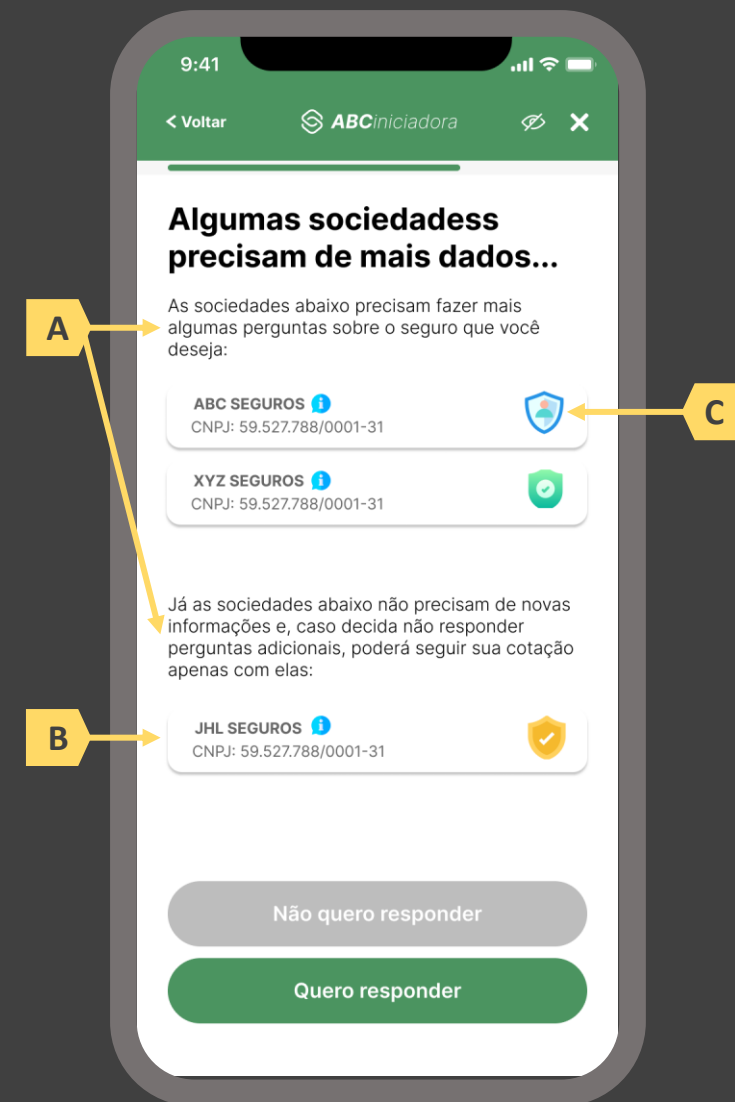 9:41
< Voltar
ABCiniciadora
Algumas sociedadess
precisam de mais dados...
As sociedades abaixo precisam fazer mais
algumas perguntas sobre o seguro que você
deseja:
A
ABC SEGUROS i
CNPJ: 59.527.788/0001-31
C
XYZ SEGUROS i
CNPJ: 59.527.788/0001-31
Já as sociedades abaixo não precisam de novas
informações e, caso decida não responder
perguntas adicionais, poderá seguir sua cotação
apenas com elas:
B
JHL SEGUROS i
CNPJ: 59.527.788/0001-31
Não quero responder
Quero responder